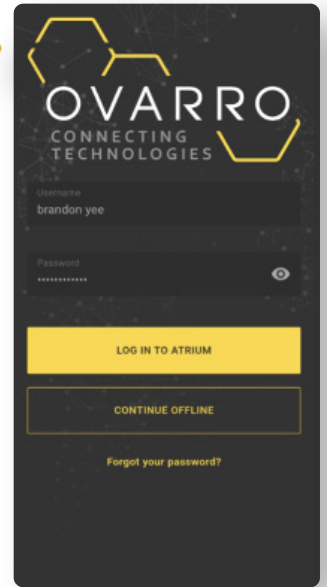 OVARRO
CONNECTING
TECHNOLOGIES
Username
brandon yee
Password
••••••••••••
LOG IN TO ATRIUM
CONTINUE OFFLINE
Forgot your password?